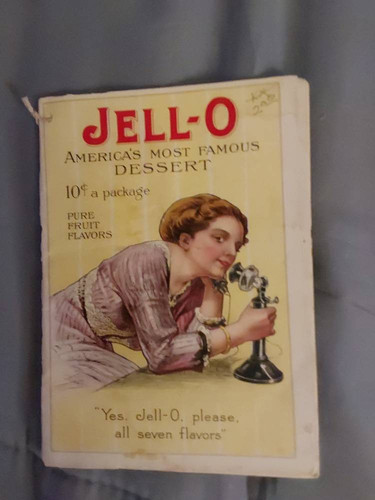 JELL-O
AMERICA'S MOST FAMOUS
DESSERT
10¢ a package
PURE
FRUIT
FLAVORS
"Yes, Jell-O, please,
all seven flavors"